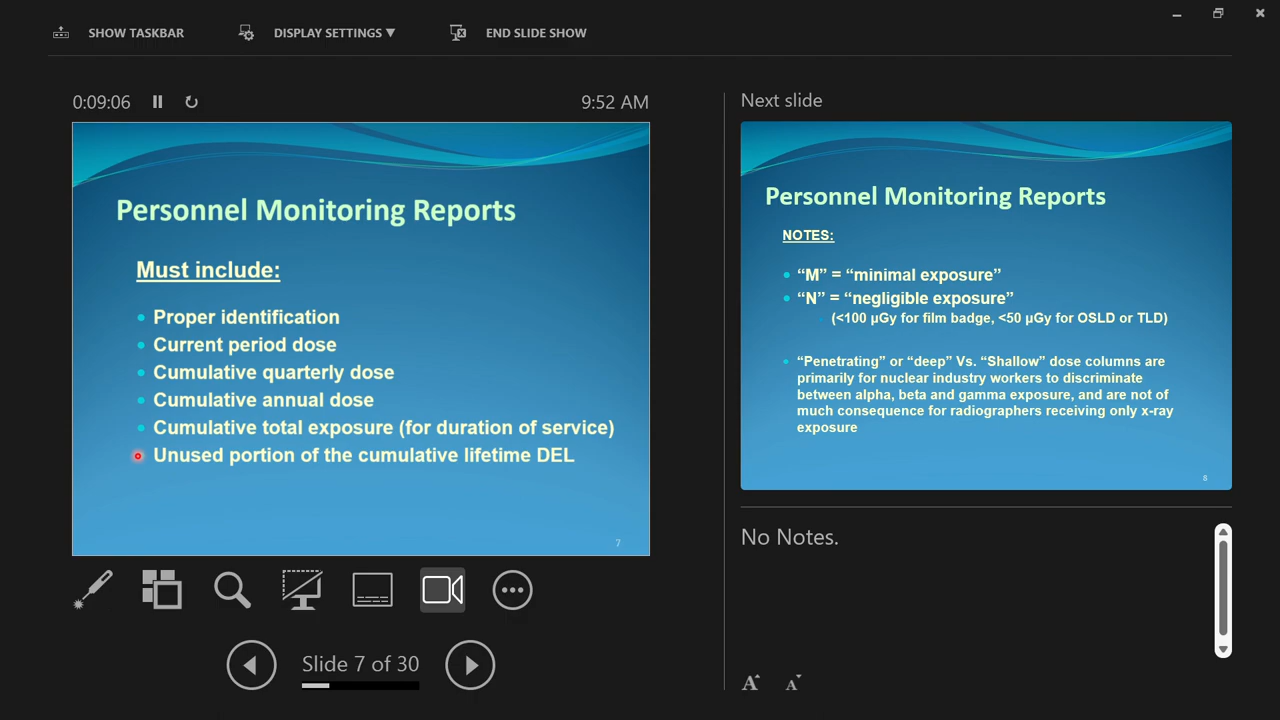 SHOW TASKBAR
DISPLAY SETTINGS ▼
END SLIDE SHOW
0:09:06
9:52 AM
Personnel Monitoring Reports
Must include:
• Proper identification
• Current period dose
• Cumulative quarterly dose
• Cumulative annual dose
• Cumulative total exposure (for duration of service)
• Unused portion of the cumulative lifetime DEL
7
Slide 7 of 30
Next slide
Personnel Monitoring Reports
NOTES:
• “M” = “minimal exposure”
• “N” = “negligible exposure”
(<100 µGy for film badge, <50 µGy for OSLD or TLD)
• “Penetrating” or “deep” Vs. “Shallow” dose columns are
primarily for nuclear industry workers to discriminate
between alpha, beta and gamma exposure, and are not of
much consequence for radiographers receiving only x-ray
exposure
8
No Notes.
A A